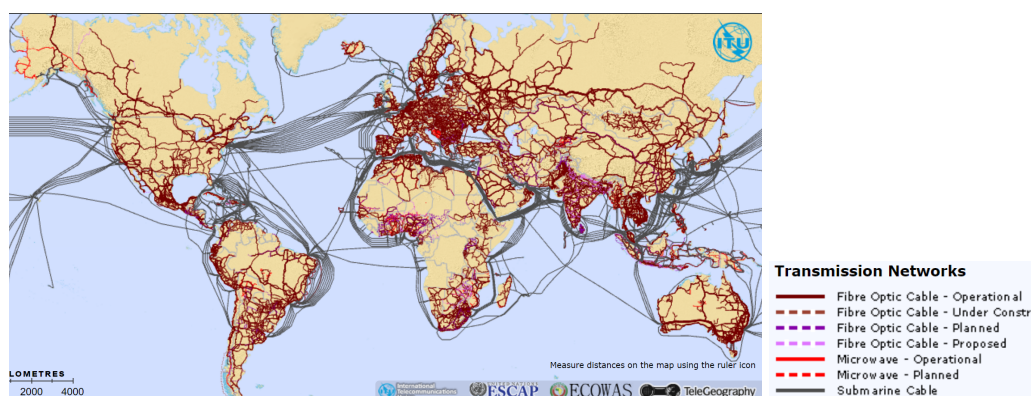 ITU
Transmission Networks
Fibre Optic Cable - Operational
Fibre Optic Cable - Under Constr
Fibre Optic Cable - Planned
Fibre Optic Cable - Proposed
Microwave - Operational
Microwave - Planned
Submarine Cable
Measure distances on the map using the ruler icon
LOMETRES
2000 4000
International
Telecommunications
ESCAP
ECOWAS
TeleGeography